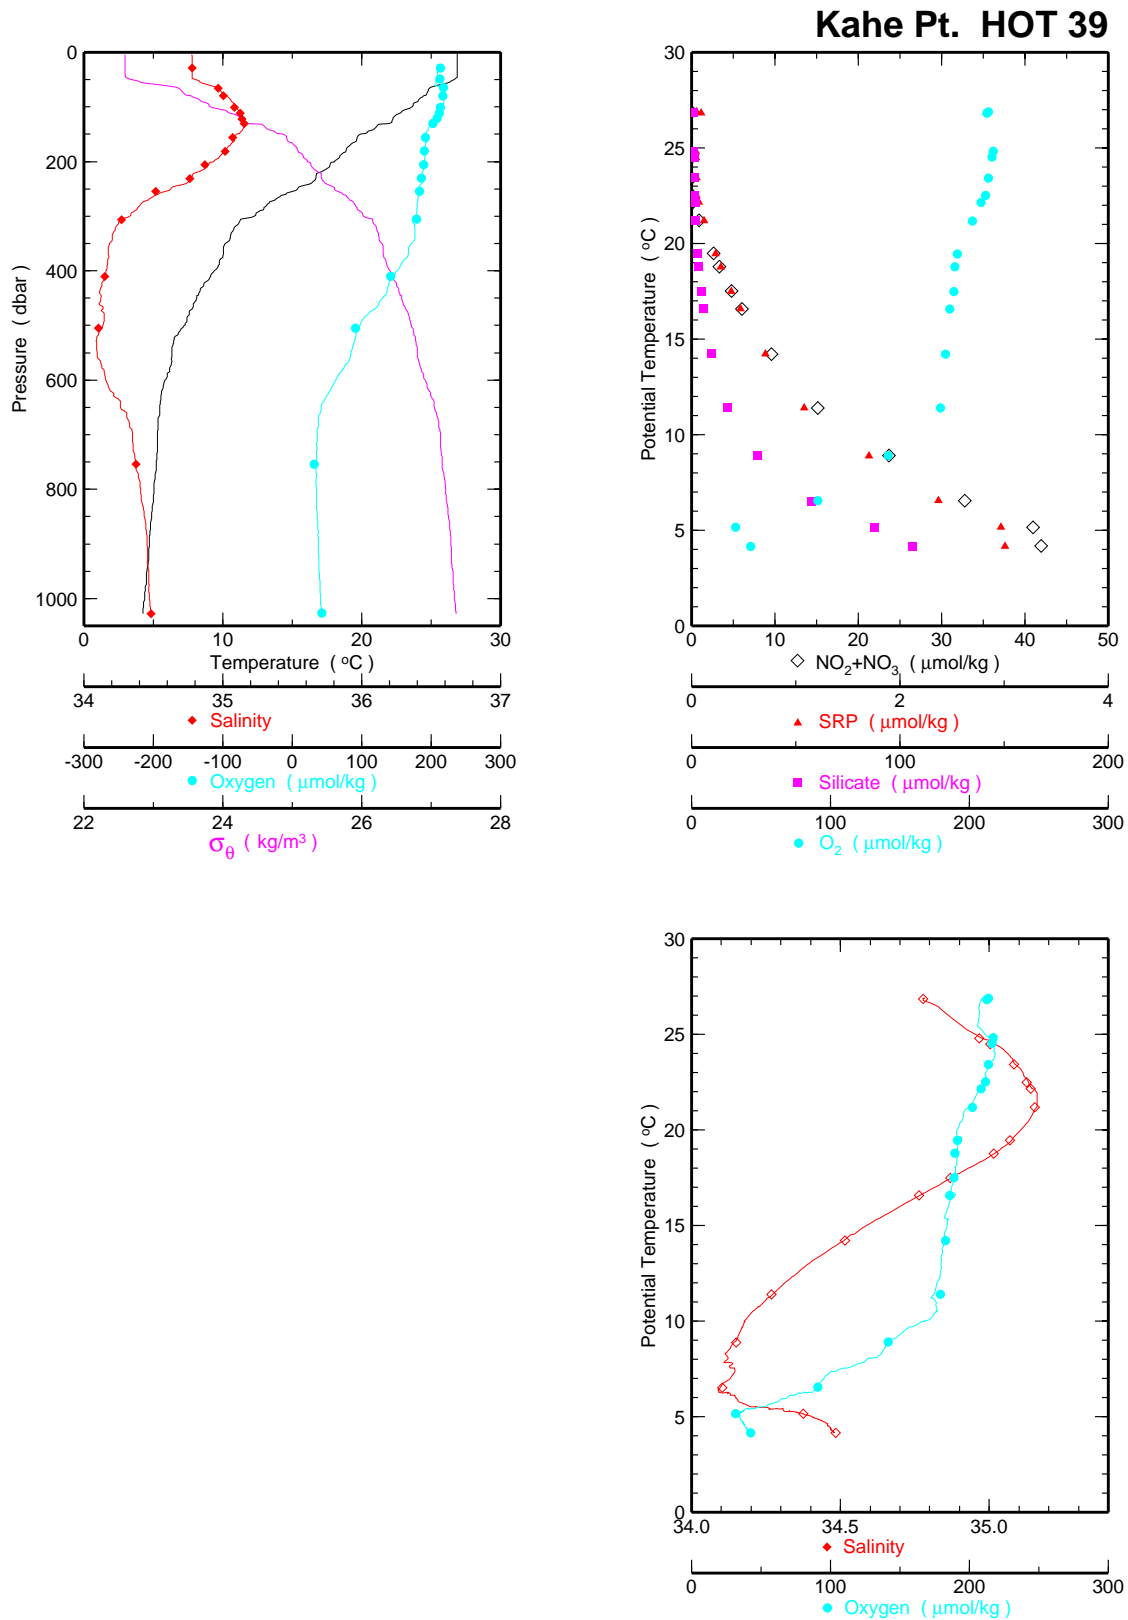 Kahe Pt. HOT 39
0
200
400
600
800
1000
Pressure ( dbar)
0 10 20 30
Temperature ( °C)
34 35 36 37
Salinity
-300 -200 -100 0 100 200 300
Oxygen ( μmol/kg )
22 23 24 25 26 27 28
σθ ( kg/m³ )
30
25
20
15
10
5
0
Potential Temperature ( °C)
0 10 20 30 40 50
NO₂+NO₃ ( μmol/kg)
0 2 4
SRP ( μmol/kg )
0 100 200
Silicate ( μmol/kg )
0 100 200 300
O₂ ( μmol/kg )
30
25
20
15
10
5
0
Potential Temperature ( °C)
34.0 34.5 35.0
Salinity
0 100 200 300
Oxygen ( μmol/kg )